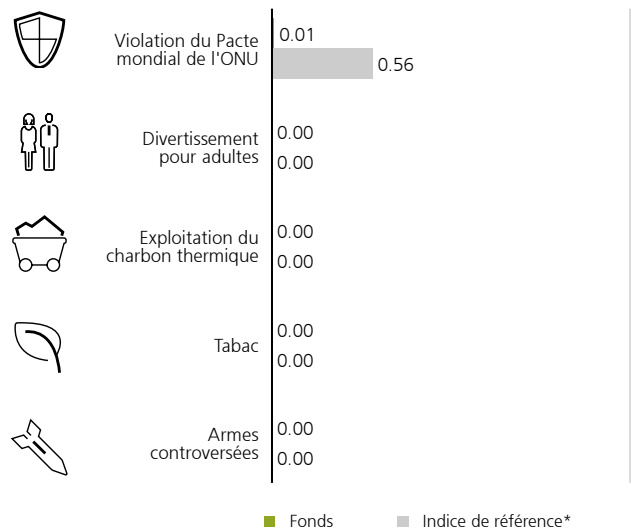 Violation du Pacte
mondial de l'ONU
0.01
0.56
Divertissement
pour adultes
0.00
0.00
Exploitation du
charbon thermique
0.00
0.00
Tabac
0.00
0.00
Armes
controversées
0.00
0.00
Fonds
Indice de référence*